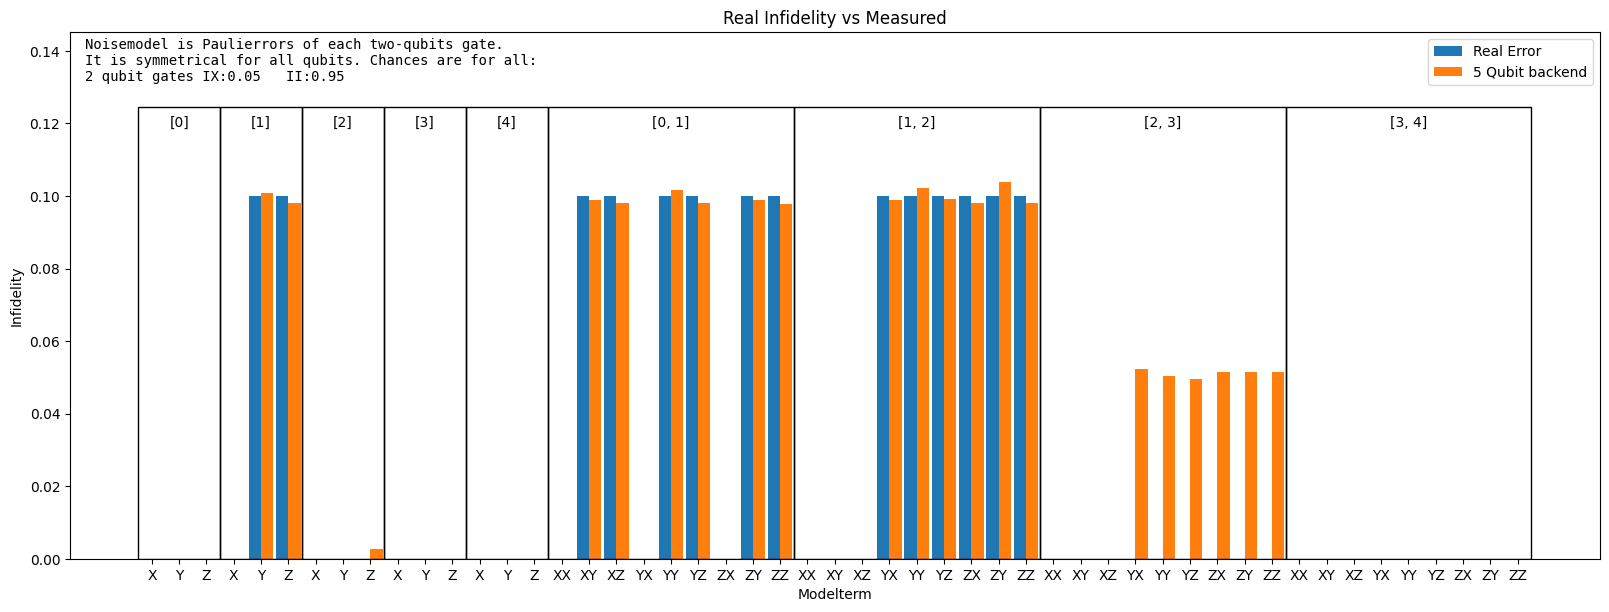 Real Infidelity vs Measured
Noisemodel is Paulierrors of each two-qubits gate.
It is symmetrical for all qubits. Chances are for all:
2 qubit gates IX:0.05   II:0.95
Real Error
5 Qubit backend
[0] [1] [2] [3] [4] [0, 1] [1, 2] [2, 3] [3, 4]
Infidelity
0.14
0.12
0.10
0.08
0.06
0.04
0.02
0.00
X Y Z X Y Z X Y Z X Y Z X Y Z XX XY XZ YX YY YZ ZX ZY ZZ XX XY XZ YX YY YZ ZX ZY ZZ XX XY XZ YX YY YZ ZX ZY ZZ XX XY XZ YX YY YZ ZX ZY ZZ
Modelterm